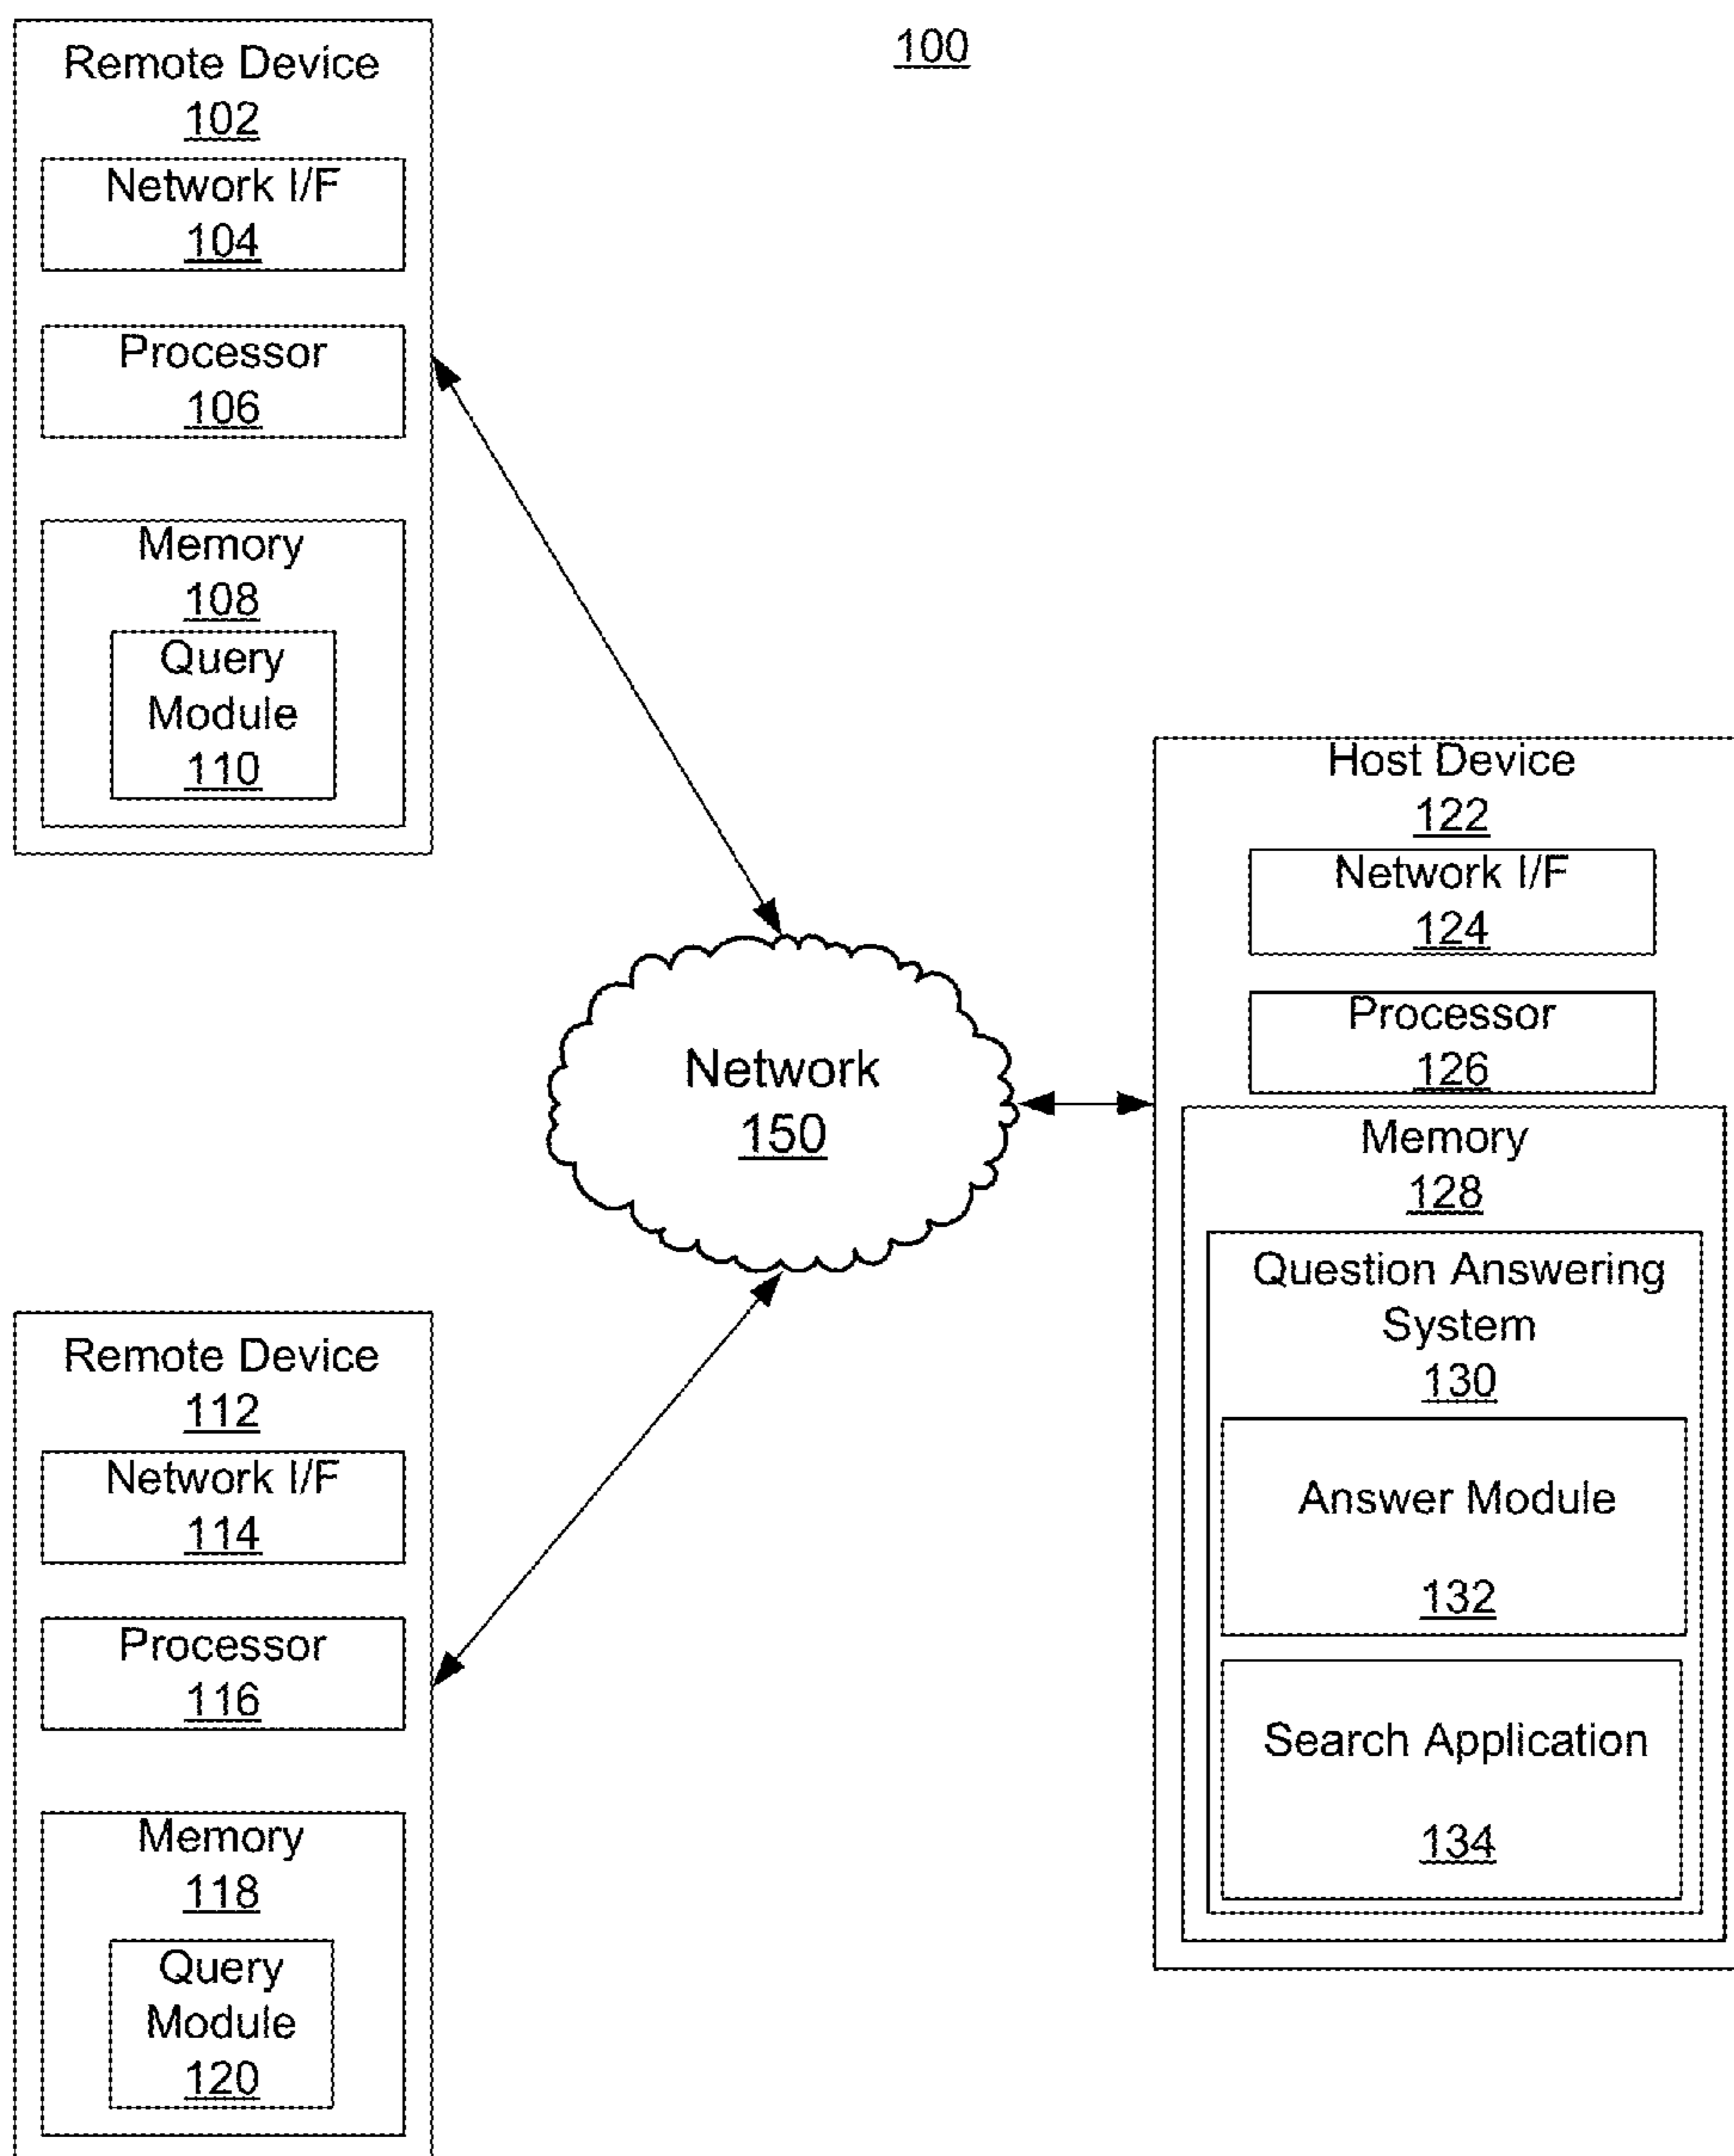 100
Remote Device
102
Network I/F
104
Processor
106
Memory
108
Query
Module
110
Host Device
122
Network I/F
124
Processor
126
Memory
128
Question Answering
System
130
Answer Module
132
Search Application
134
Network
150
Remote Device
112
Network I/F
114
Processor
116
Memory
118
Query
Module
120